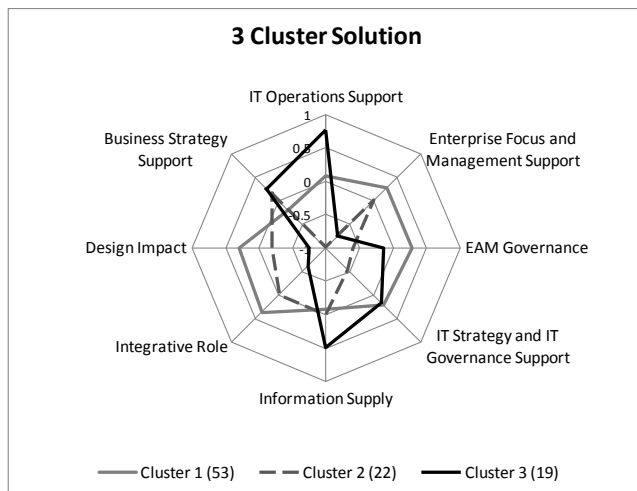 3 Cluster Solution
IT Operations Support
Enterprise Focus and
Management Support
EAM Governance
IT Strategy and IT
Governance Support
Information Supply
Integrative Role
Design Impact
Business Strategy
Support
1
0.5
0
-0.5
-1
Cluster 1 (53)
Cluster 2 (22)
Cluster 3 (19)